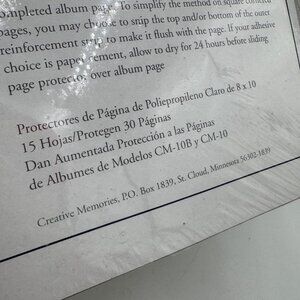 completed album pages. To simplify the method on square cornered
pages, you may choose to snip the top and/or bottom of the outer
reinforcement strip to make it flush with the page. If your adhesive
choice is paper cement, allow to dry for 24 hours before sliding
page protector over album page
Protectores de Página de Poliepropileno Claro de 8 x 10
15 Hojas/Protegen 30 Páginas
Dan Aumentada Protección a las Páginas
de Albumes de Modelos CM-10B y CM-10
Creative Memories, P.O. Box 1839, St. Cloud, Minnesota 56302-1839